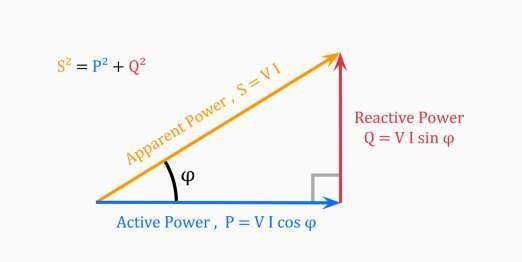 S² = P² + Q²
Apparent Power , S = V I
Reactive Power
Q = V I sin φ
φ
Active Power , P = V I cos φ